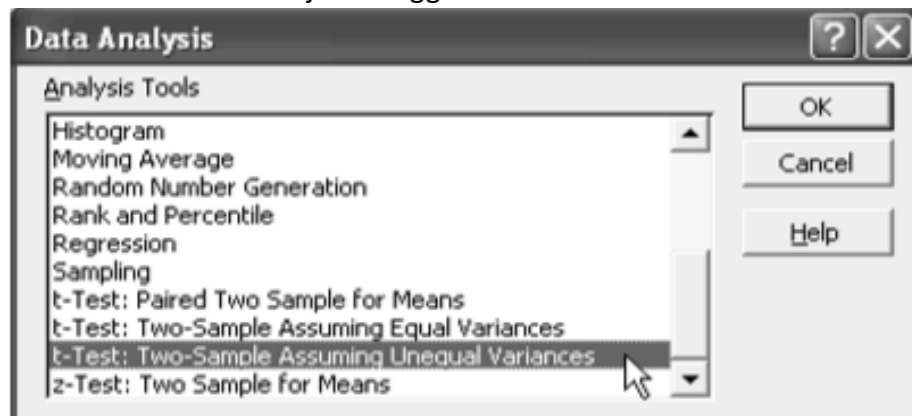 Data Analysis
Analysis Tools
Histogram
Moving Average
Random Number Generation
Rank and Percentile
Regression
Sampling
t-Test: Paired Two Sample for Means
t-Test: Two-Sample Assuming Equal Variances
t-Test: Two-Sample Assuming Unequal Variances
z-Test: Two Sample for Means
OK
Cancel
Help